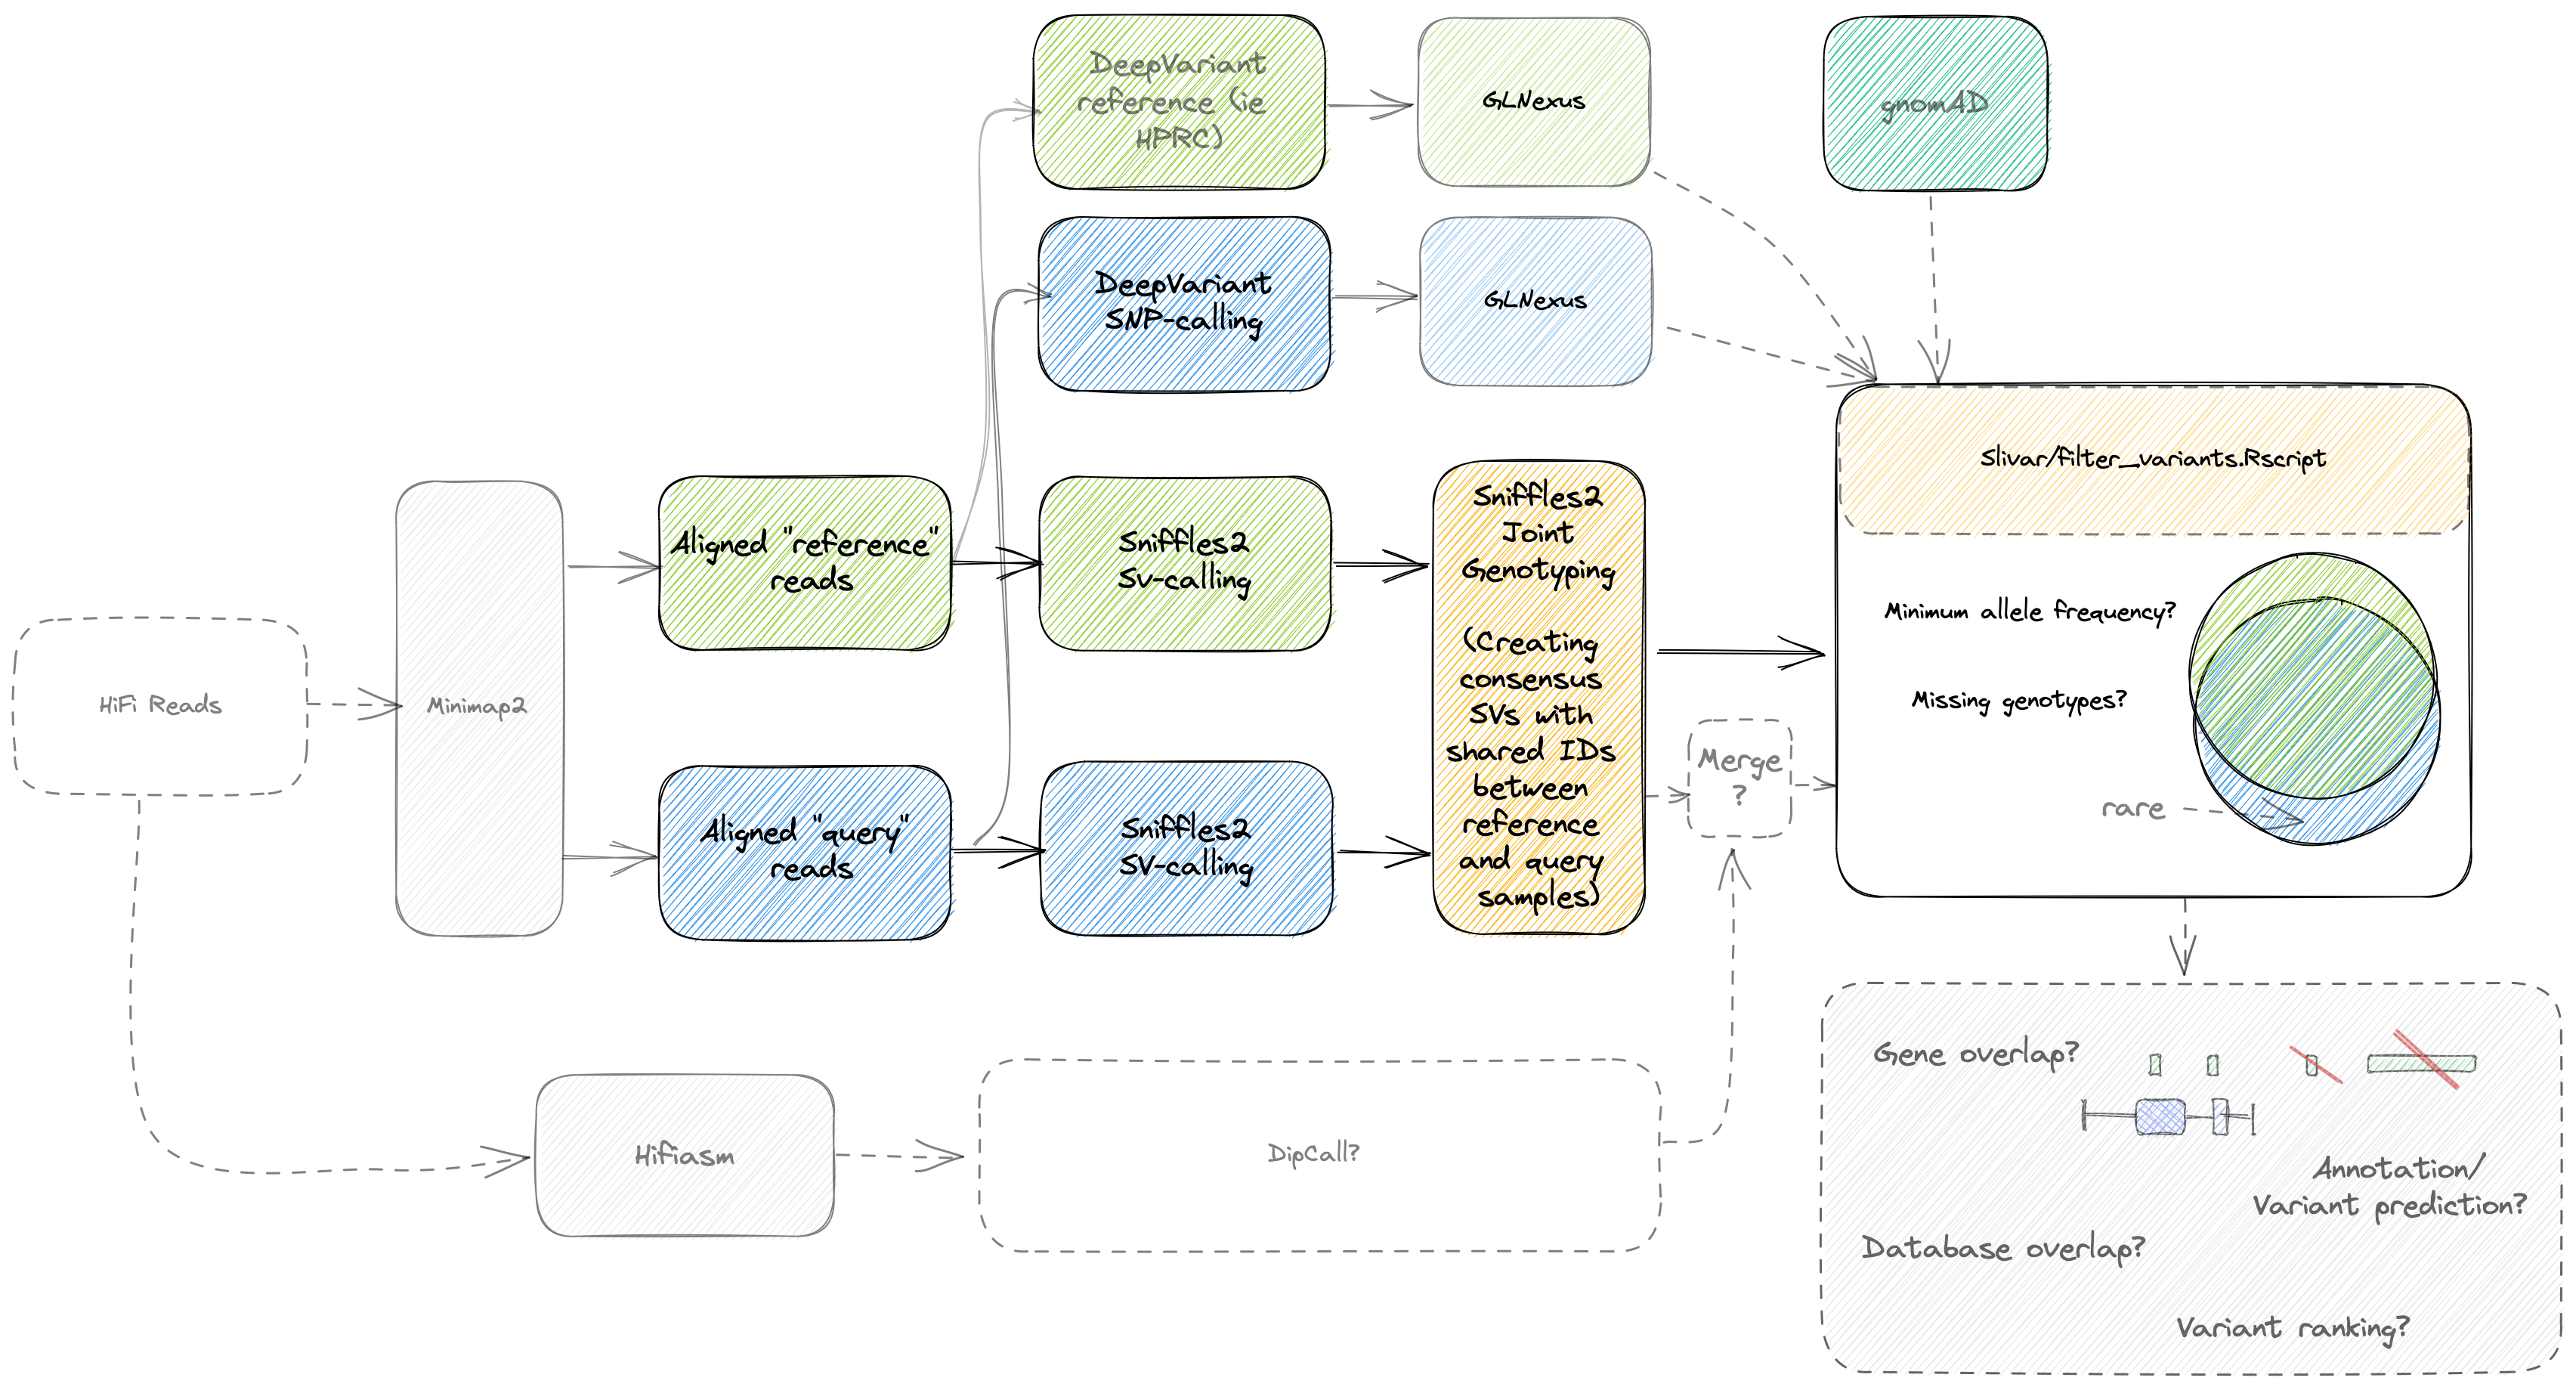 DeepVariant
reference (ie
HPRC)
GLNexus
gnomAD
DeepVariant
SNP-calling
GLNexus
Slivar/filter_variants.Rscript
Aligned "reference"
reads
Sniffles2
SV-calling
Sniffles2
Joint
Genotyping
(Creating
consensus
SVs with
shared IDs
between
reference
and query
samples)
Minimum allele frequency?
Missing genotypes?
rare
HiFi Reads
Minimap2
Merge
?
Aligned "query"
reads
Sniffles2
SV-calling
Hifiasm
DipCall?
Gene overlap?
Annotation/
Variant prediction?
Database overlap?
Variant ranking?